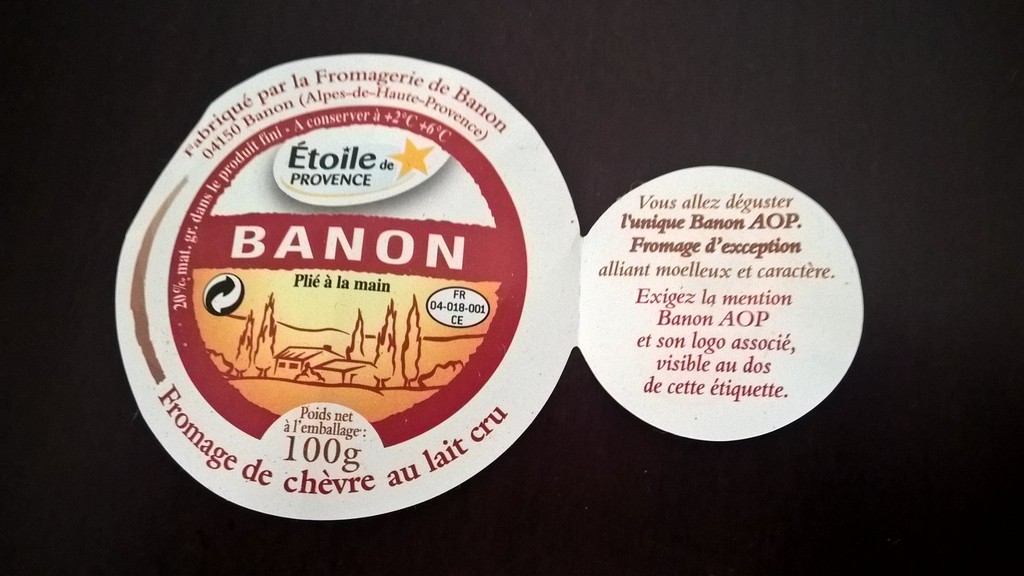 Fabriqué par la Fromagerie de Banon
04150 Banon (Alpes-de-Haute-Provence)
20% mat. gr. dans le produit fini - A conserver à +2°C +6°C
Étoile de
PROVENCE
BANON
Plié à la main
FR
04-018-001
CE
Poids net
à l'emballage :
100g
Fromage de chèvre au lait cru
Vous allez déguster
l'unique Banon AOP.
Fromage d'exception
alliant moelleux et caractère.
Exigez la mention
Banon AOP
et son logo associé,
visible au dos
de cette étiquette.